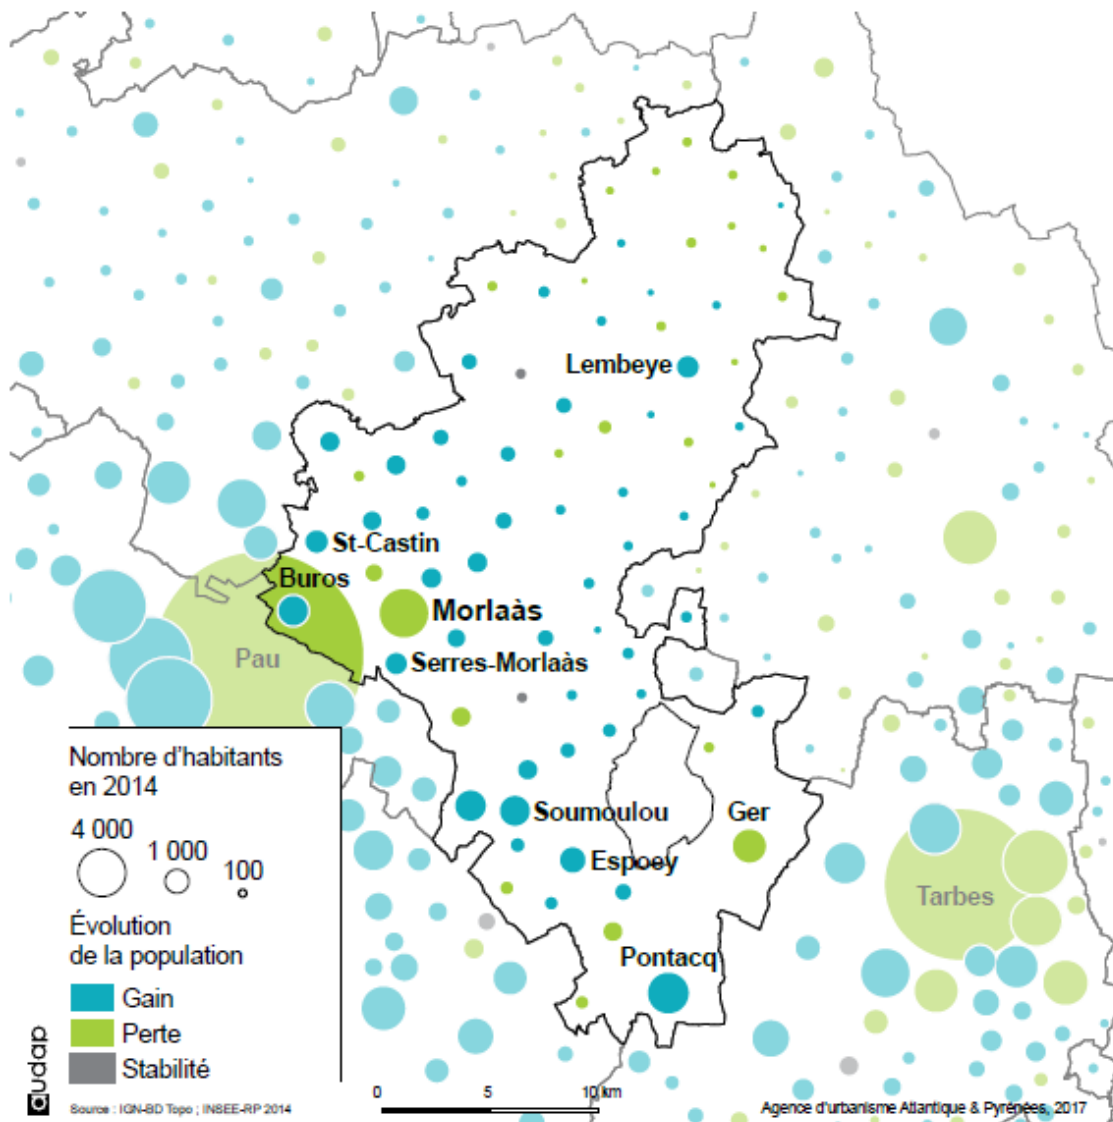 Lembeye
St-Castin
Buros
Morlaàs
Pau
Serres-Morlaàs
Soumoulou
Ger
Espoey
Tarbes
Pontacq
Nombre d'habitants
en 2014
4 000
1 000
100
Évolution
de la population
Gain
Perte
Stabilité
audap
Source : IGN-BD Topo ; INSEE-RP 2014
0 5 10 km
Agence d'urbanisme Atlantique & Pyrénées, 2017